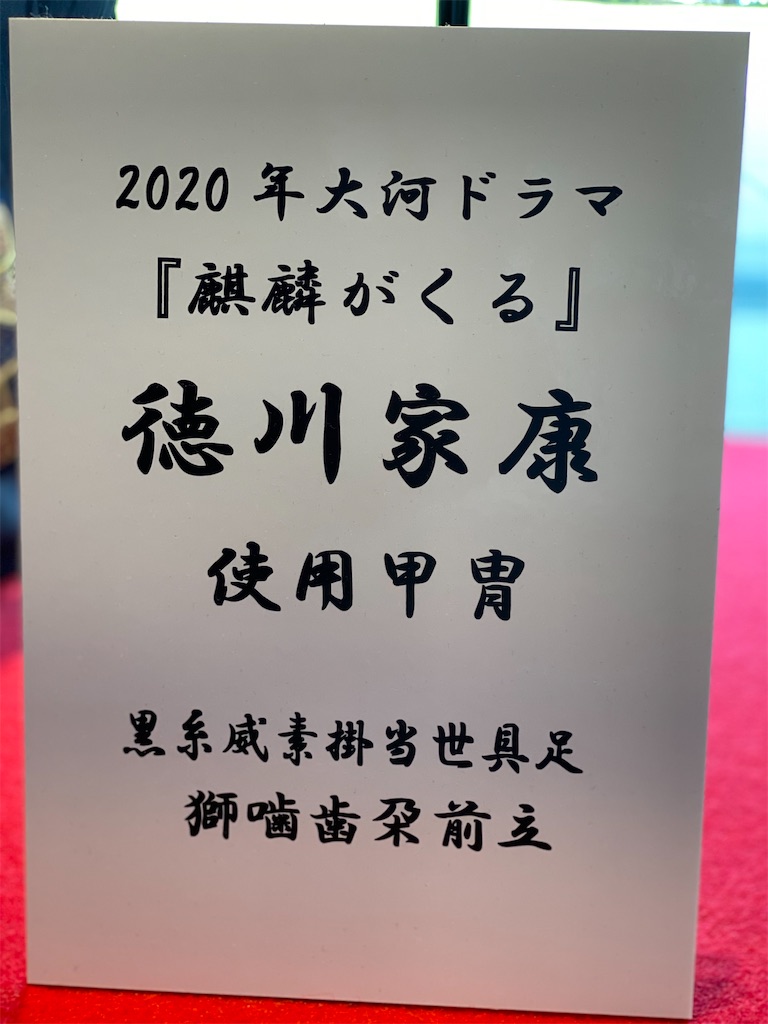 2020年大河ドラマ
『麒麟がくる』
徳川家康
使用甲冑
黒糸威素掛当世具足
獅噛歯朶前立